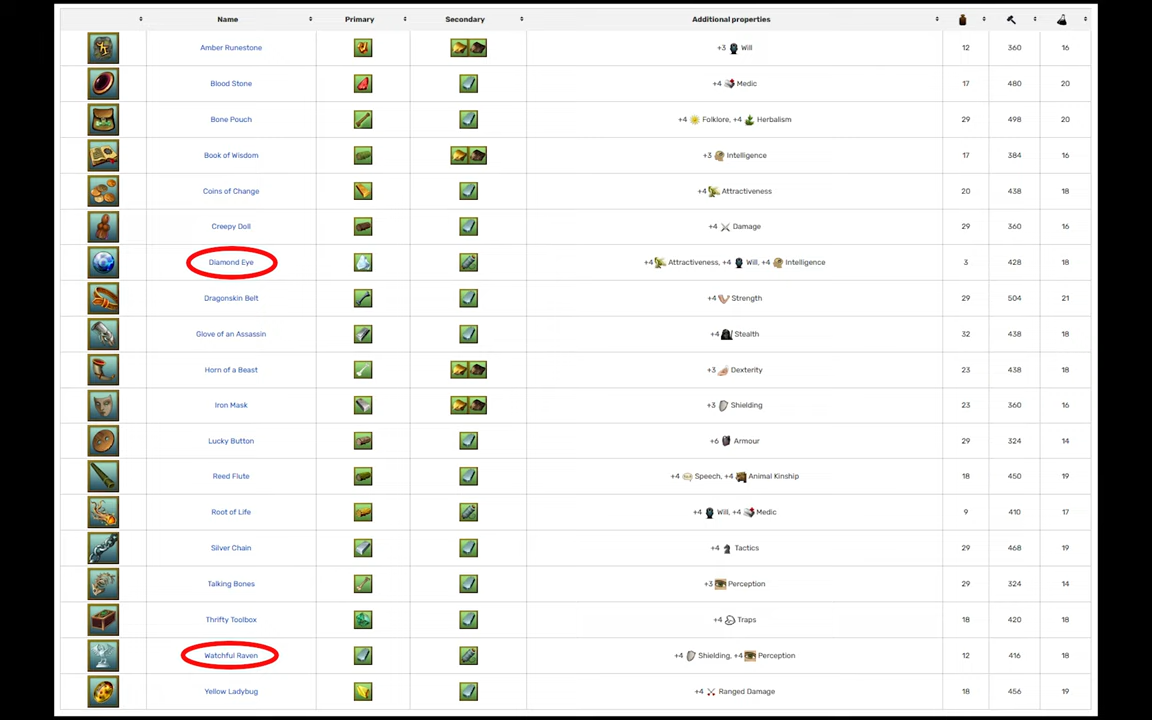 Name Primary Secondary Additional properties
Amber Runestone +3 Will 12 360 16
Blood Stone +4 Medic 17 480 20
Bone Pouch +4 Folklore, +4 Herbalism 29 498 20
Book of Wisdom +3 Intelligence 17 384 16
Coins of Change +4 Attractiveness 20 438 18
Creepy Doll +4 Damage 29 360 16
Diamond Eye +4 Attractiveness, +4 Will, +4 Intelligence 3 428 18
Dragonskin Belt +4 Strength 29 504 21
Glove of an Assassin +4 Stealth 32 438 18
Horn of a Beast +3 Dexterity 23 438 18
Iron Mask +3 Shielding 23 360 16
Lucky Button +6 Armour 29 324 14
Reed Flute +4 Speech, +4 Animal Kinship 18 450 19
Root of Life +4 Will, +4 Medic 9 410 17
Silver Chain +4 Tactics 29 468 19
Talking Bones +3 Perception 29 324 14
Thrifty Toolbox +4 Traps 18 420 18
Watchful Raven +4 Shielding, +4 Perception 12 416 18
Yellow Ladybug +4 Ranged Damage 18 456 19